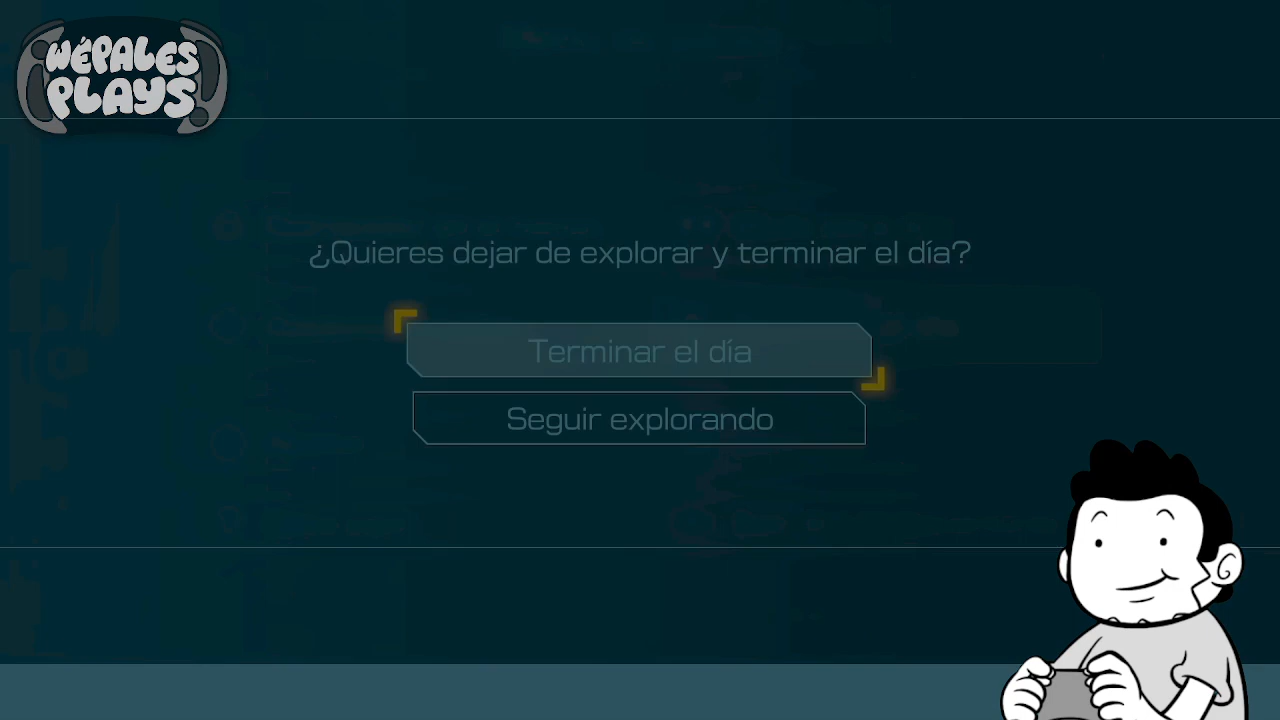 WÉPALES
PLAYS
¿Quieres dejar de explorar y terminar el día?
Terminar el día
Seguir explorando